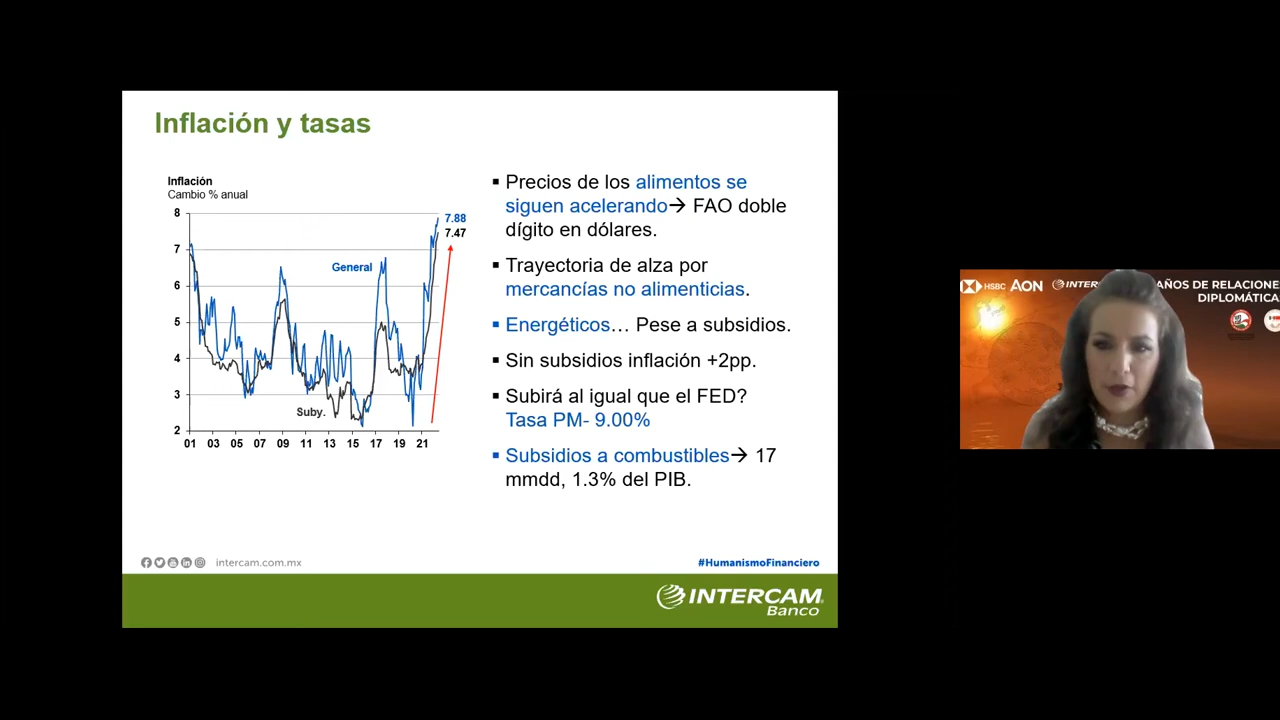 Inflación y tasas
Inflación
Cambio % anual
8
7
6
5
4
3
2
01 03 05 07 09 11 13 15 17 19 21
General
Suby.
7.88
7.47
▪ Precios de los alimentos se
siguen acelerando→ FAO doble
dígito en dólares.
▪ Trayectoria de alza por
mercancías no alimenticias.
▪ Energéticos… Pese a subsidios.
▪ Sin subsidios inflación +2pp.
▪ Subirá al igual que el FED?
Tasa PM- 9.00%
▪ Subsidios a combustibles→ 17
mmdd, 1.3% del PIB.
intercam.com.mx
#HumanismoFinanciero
INTERCAM
Banco
HSBC AON INTER
AÑOS DE RELACIONE
DIPLOMÁTICA